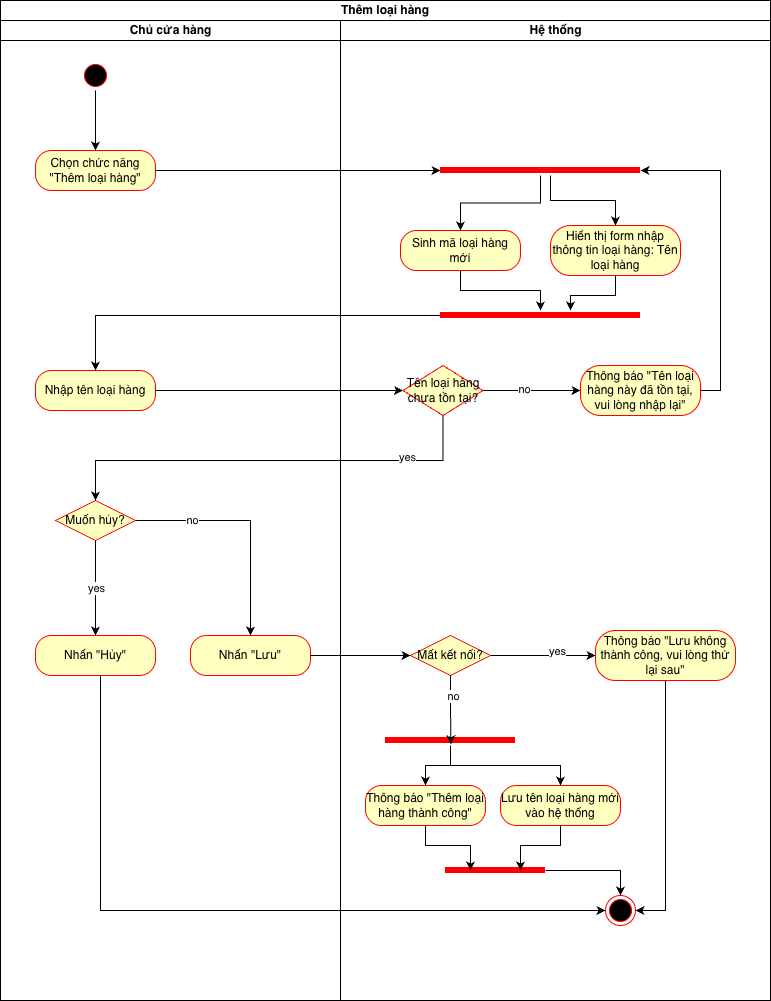 Thêm loại hàng
Chủ cửa hàng
Hệ thống
Chọn chức năng
"Thêm loại hàng"
Sinh mã loại hàng
mới
Hiển thị form nhập
thông tin loại hàng: Tên
loại hàng
Nhập tên loại hàng
Tên loại hàng
chưa tồn tại?
no
Thông báo "Tên loại
hàng này đã tồn tại,
vui lòng nhập lại"
yes
Muốn hủy?
no
yes
Nhấn "Hủy"
Nhấn "Lưu"
Mất kết nối?
yes
Thông báo "Lưu không
thành công, vui lòng thử
lại sau"
no
Thông báo "Thêm loại
hàng thành công"
Lưu tên loại hàng mới
vào hệ thống